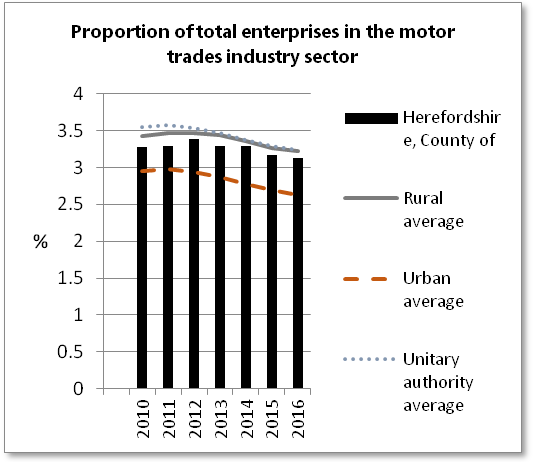 Proportion of total enterprises in the motor
trades industry sector
4
3.5
3
2.5
2
1.5
1
0.5
0
%
2010
2011
2012
2013
2014
2015
2016
Herefordshir
e, County of
Rural
average
Urban
average
Unitary
authority
average